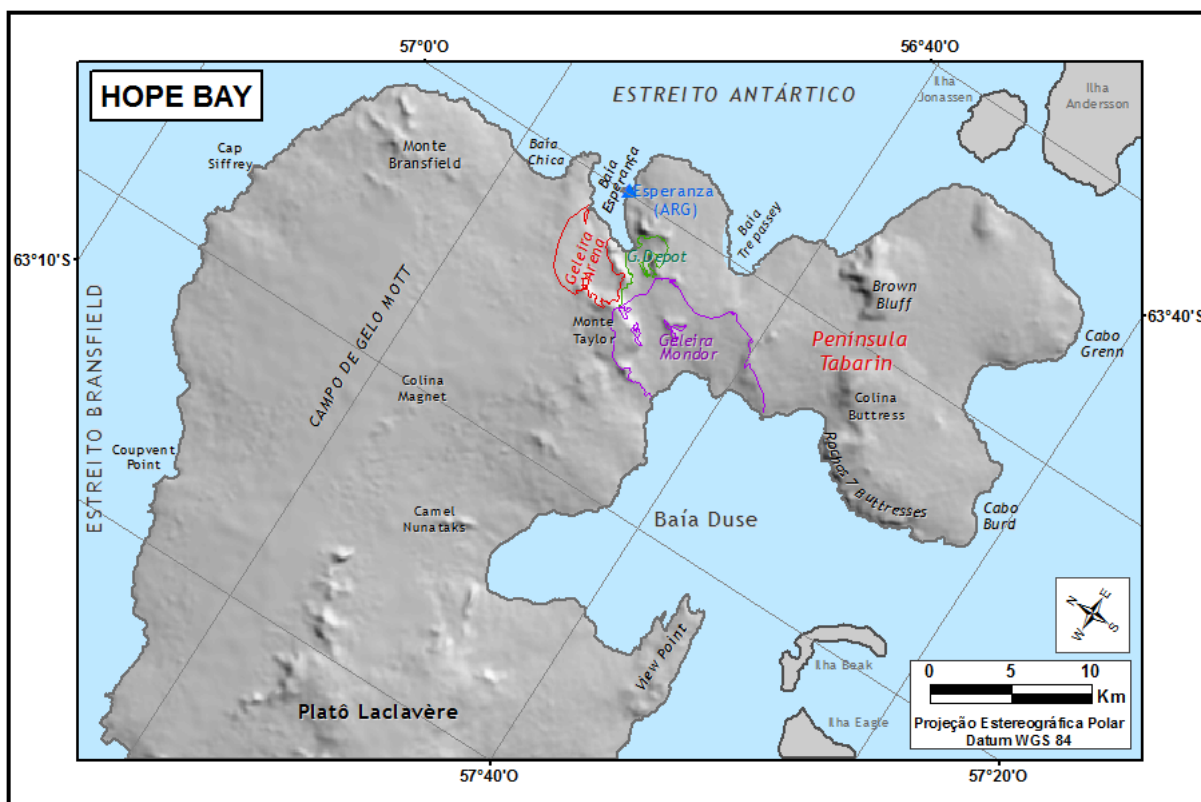 57°0'O
56°40'O
HOPE BAY
ESTREITO ANTÁRTICO
Ilha
Jonassen
Ilha
Andersson
Cap
Siffrey
Monte
Bransfield
Baía
Chica
Baía
Esperança
Esperanza
(ARG)
Baía
Trepassey
63°10'S
Geleira
Arena
G.Depot
Brown
Bluff
63°40'S
ESTREITO BRANSFIELD
CAMPO DE GELO MOTT
Monte
Taylor
Geleira
Mondor
Península
Tabarin
Cabo
Grenn
Colina
Magnet
Colina
Buttress
Coupvent
Point
Rochas 7 Buttresses
Camel
Nunataks
Baía Duse
Cabo
Burd
N
E
W
S
View Point
Ilha Beak
0 5 10
Km
Platô Laclavère
Ilha Eagle
Projeção Estereográfica Polar
Datum WGS 84
57°40'O
57°20'O